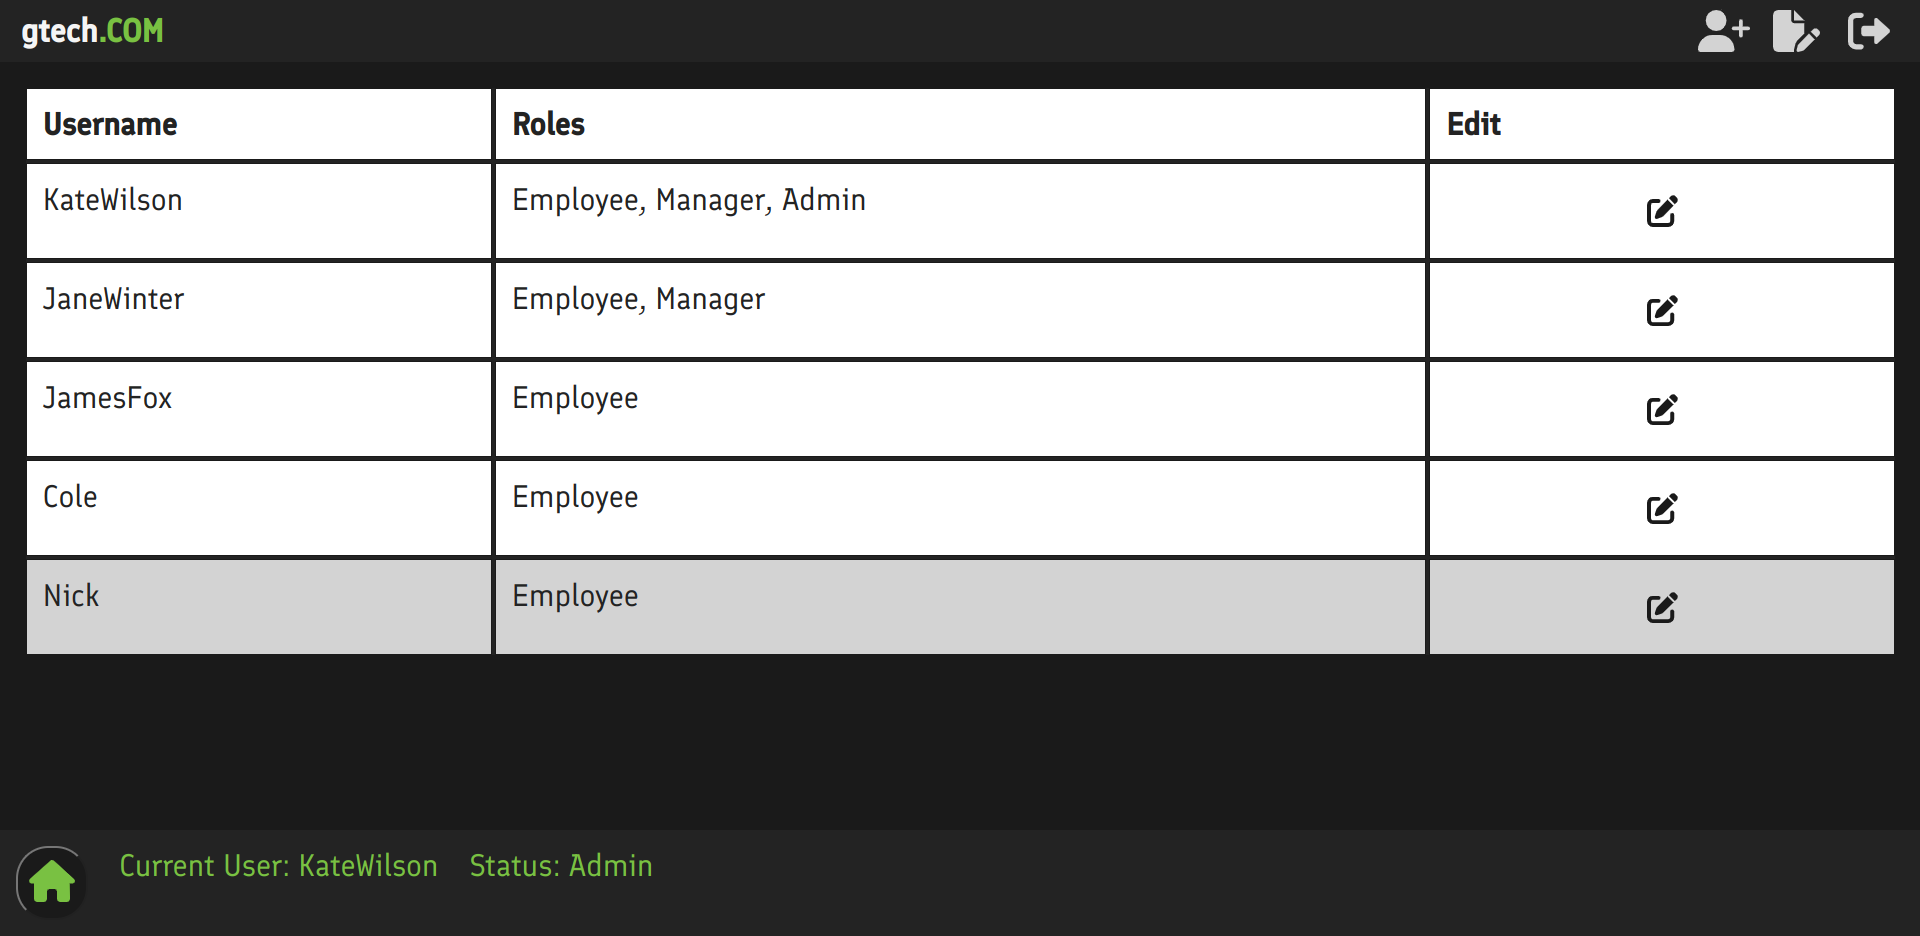 gtech.COM
Username Roles Edit
KateWilson Employee, Manager, Admin
JaneWinter Employee, Manager
JamesFox Employee
Cole Employee
Nick Employee
Current User: KateWilson Status: Admin